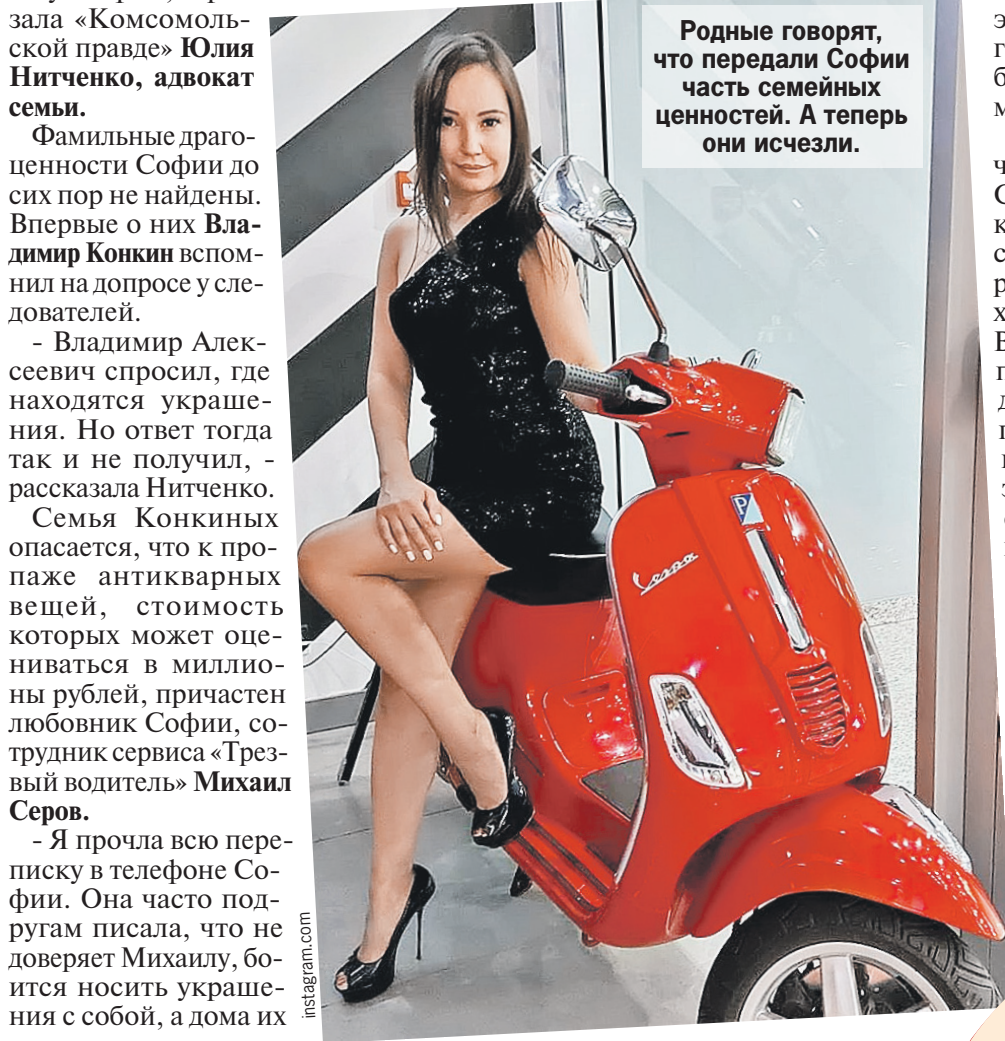 зала «Комсомоль-
ской правде» Юлия
Нитченко, адвокат
семьи.
Фамильные драго-
ценности Софии до
сих пор не найдены.
Впервые о них Вла-
димир Конкин вспом-
нил на допросе у сле-
дователей.
- Владимир Алек-
сеевич спросил, где
находятся украше-
ния. Но ответ тогда
так и не получил, -
рассказала Нитченко.
Семья Конкиных
опасается, что к про-
паже антикварных
вещей, стоимость
которых может оце-
ниваться в миллио-
ны рублей, причастен
любовник Софии, со-
трудник сервиса «Трез-
вый водитель» Михаил
Серов.
- Я прочла всю пере-
писку в телефоне Со-
фии. Она часто под-
ругам писала, что не
доверяет Михаилу, бо-
ится носить украше-
ния с собой, а дома их
Родные говорят,
что передали Софии
часть семейных
ценностей. А теперь
они исчезли.
P
Vespa
instagram.com